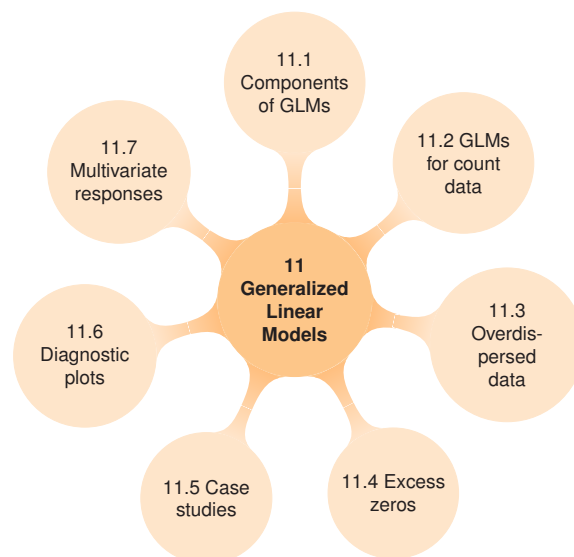 11.1
Components
of GLMs
11.2 GLMs
for count
data
11.3
Overdis-
persed
data
11.4 Excess
zeros
11.5 Case
studies
11.6
Diagnostic
plots
11.7
Multivariate
responses
11
Generalized
Linear
Models